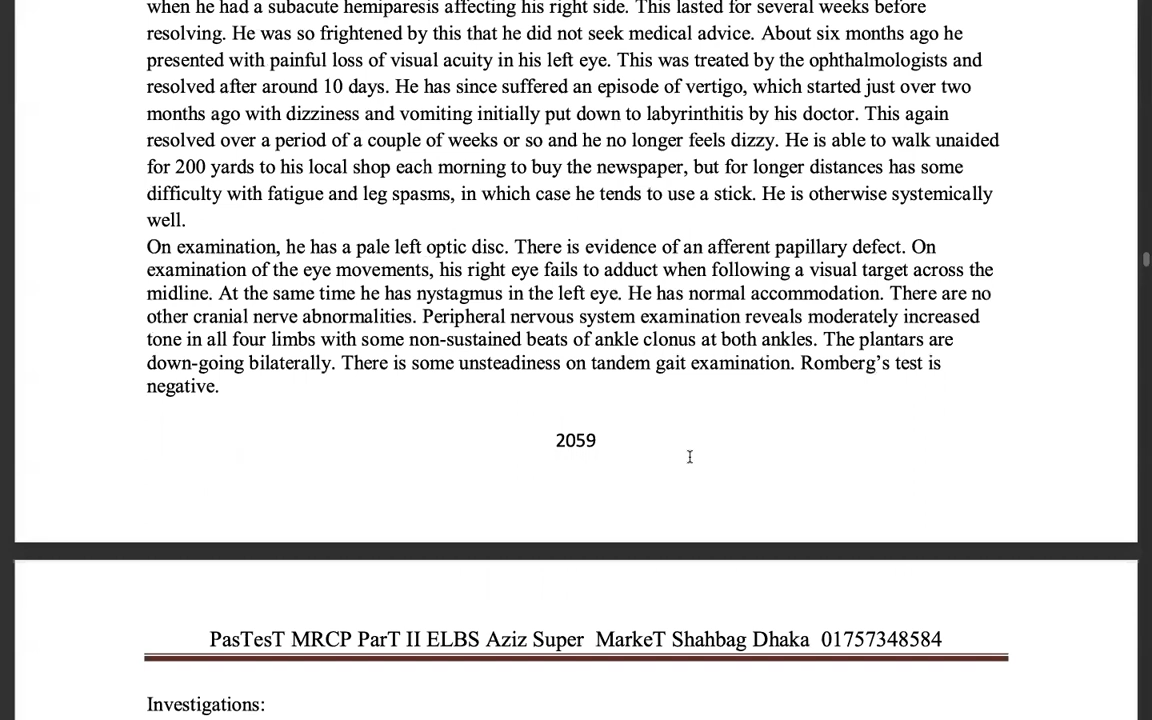 when he had a subacute hemiparesis affecting his right side. This lasted for several weeks before
resolving. He was so frightened by this that he did not seek medical advice. About six months ago he
presented with painful loss of visual acuity in his left eye. This was treated by the ophthalmologists and
resolved after around 10 days. He has since suffered an episode of vertigo, which started just over two
months ago with dizziness and vomiting initially put down to labyrinthitis by his doctor. This again
resolved over a period of a couple of weeks or so and he no longer feels dizzy. He is able to walk unaided
for 200 yards to his local shop each morning to buy the newspaper, but for longer distances has some
difficulty with fatigue and leg spasms, in which case he tends to use a stick. He is otherwise systemically
well.
On examination, he has a pale left optic disc. There is evidence of an afferent papillary defect. On
examination of the eye movements, his right eye fails to adduct when following a visual target across the
midline. At the same time he has nystagmus in the left eye. He has normal accommodation. There are no
other cranial nerve abnormalities. Peripheral nervous system examination reveals moderately increased
tone in all four limbs with some non-sustained beats of ankle clonus at both ankles. The plantars are
down-going bilaterally. There is some unsteadiness on tandem gait examination. Romberg’s test is
negative.
2059
PasTesT MRCP ParT II ELBS Aziz Super MarkeT Shahbag Dhaka 01757348584
Investigations: